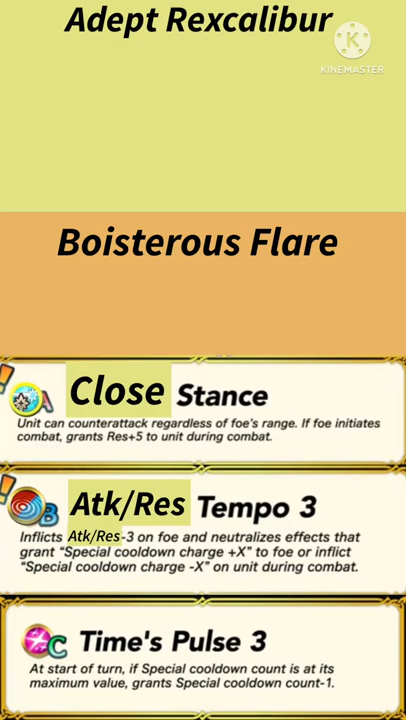 Adept Rexcalibur
K
KINEMASTER
Boisterous Flare
A
Close Stance
Unit can counterattack regardless of foe's range. If foe initiates
combat, grants Res+5 to unit during combat.
B
Atk/Res Tempo 3
Inflicts Atk/Res-3 on foe and neutralizes effects that
grant “Special cooldown charge +X” to foe or inflict
“Special cooldown charge -X” on unit during combat.
C
Time's Pulse 3
At start of turn, if Special cooldown count is at its
maximum value, grants Special cooldown count-1.